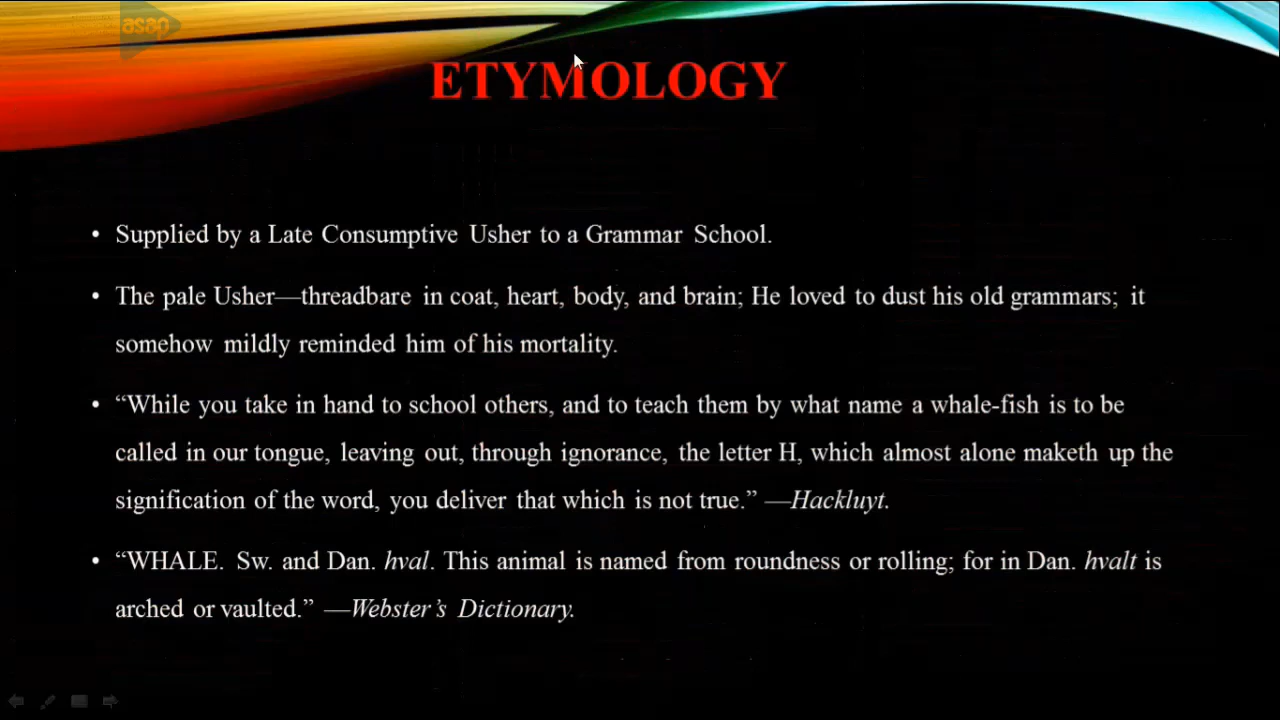 asap
ETYMOLOGY
• Supplied by a Late Consumptive Usher to a Grammar School.
• The pale Usher—threadbare in coat, heart, body, and brain; He loved to dust his old grammars; it
somehow mildly reminded him of his mortality.
• “While you take in hand to school others, and to teach them by what name a whale-fish is to be
called in our tongue, leaving out, through ignorance, the letter H, which almost alone maketh up the
signification of the word, you deliver that which is not true.” —Hackluyt.
• “WHALE. Sw. and Dan. hval. This animal is named from roundness or rolling; for in Dan. hvalt is
arched or vaulted.” —Webster’s Dictionary.